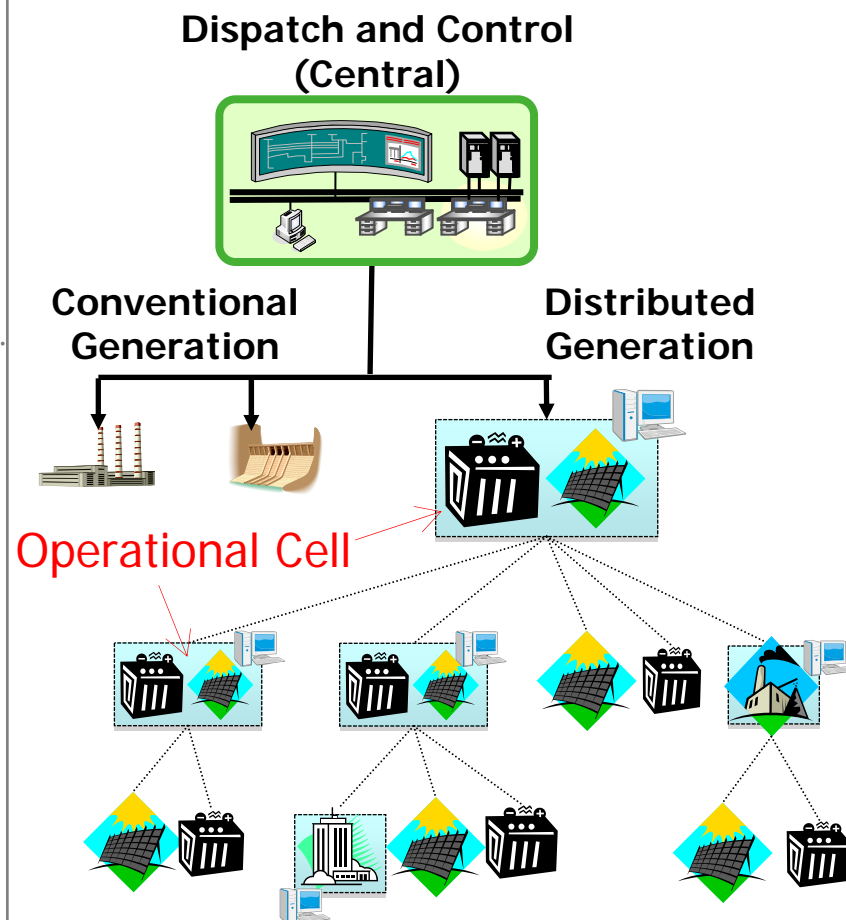 Dispatch and Control
(Central)
Conventional
Generation
Distributed
Generation
Operational Cell